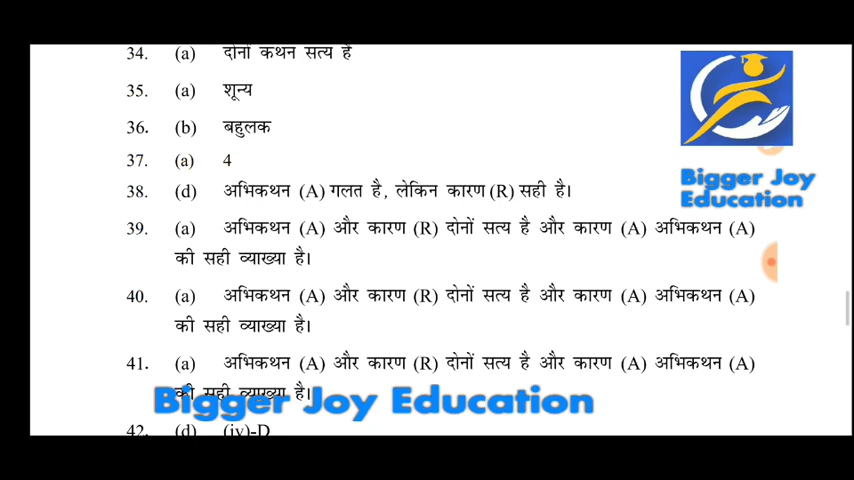 34. (a) दोनों कथन सत्य है
35. (a) शून्य
36. (b) बहुलक
37. (a) 4
38. (d) अभिकथन (A) गलत है, लेकिन कारण (R) सही है।
39. (a) अभिकथन (A) और कारण (R) दोनों सत्य है और कारण (A) अभिकथन (A)
की सही व्याख्या है।
40. (a) अभिकथन (A) और कारण (R) दोनों सत्य है और कारण (A) अभिकथन (A)
की सही व्याख्या है।
41. (a) अभिकथन (A) और कारण (R) दोनों सत्य है और कारण (A) अभिकथन (A)
की सही व्याख्या है।
42. (d) (iv)-D
Bigger Joy
Education
Bigger Joy Education